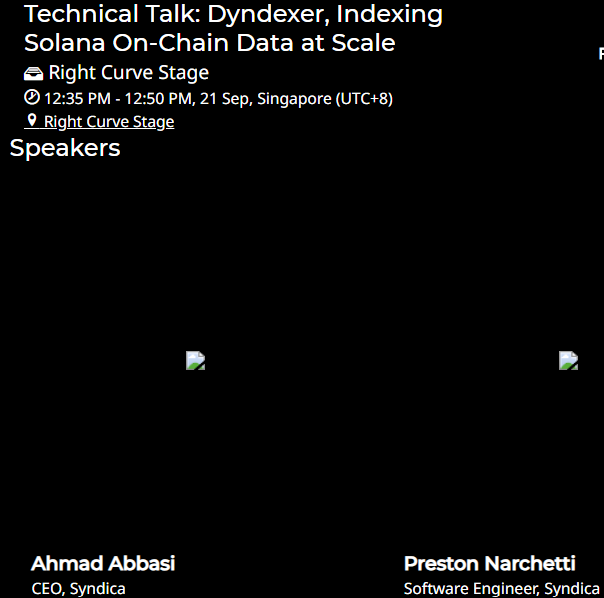 Technical Talk: Dyndexer, Indexing
Solana On-Chain Data at Scale
Right Curve Stage
12:35 PM - 12:50 PM, 21 Sep, Singapore (UTC+8)
Right Curve Stage
Speakers
Ahmad Abbasi
CEO, Syndica
Preston Narchetti
Software Engineer, Syndica